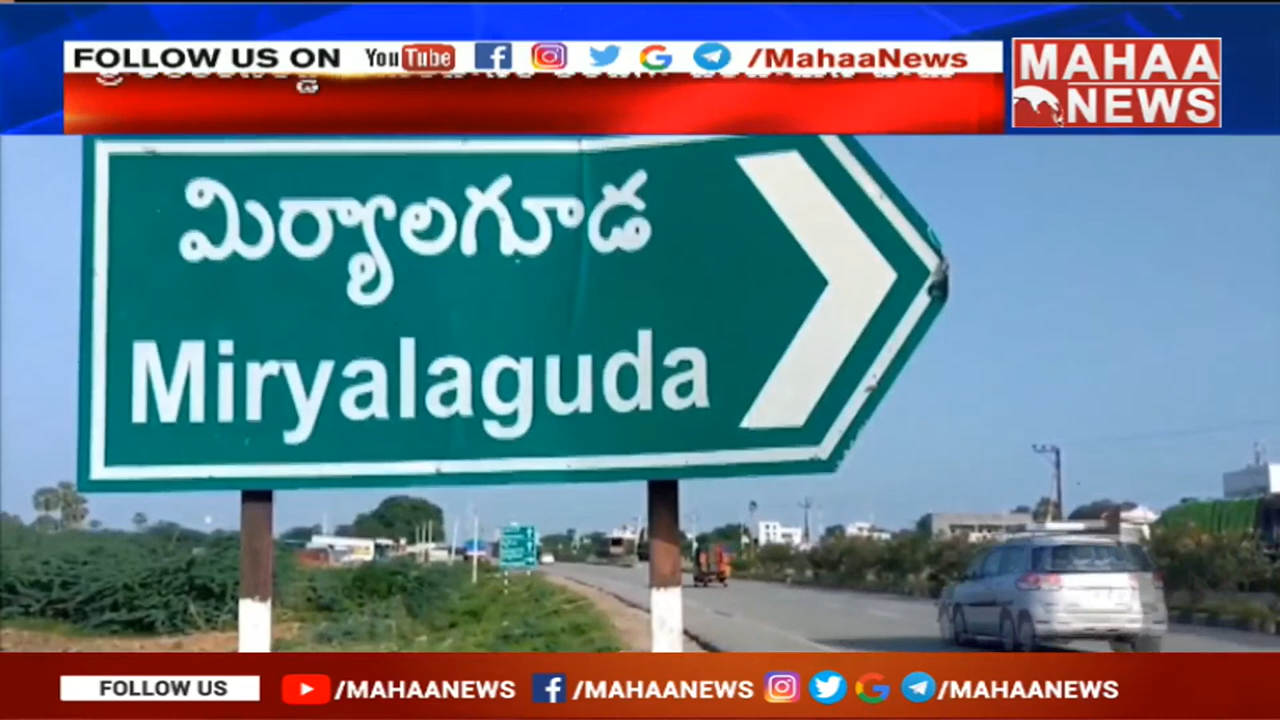 FOLLOW US ON YouTube /MahaaNews
MAHAA
NEWS
మిర్యాలగూడ
Miryalaguda
FOLLOW US /MAHAANEWS /MAHAANEWS /MAHAANEWS